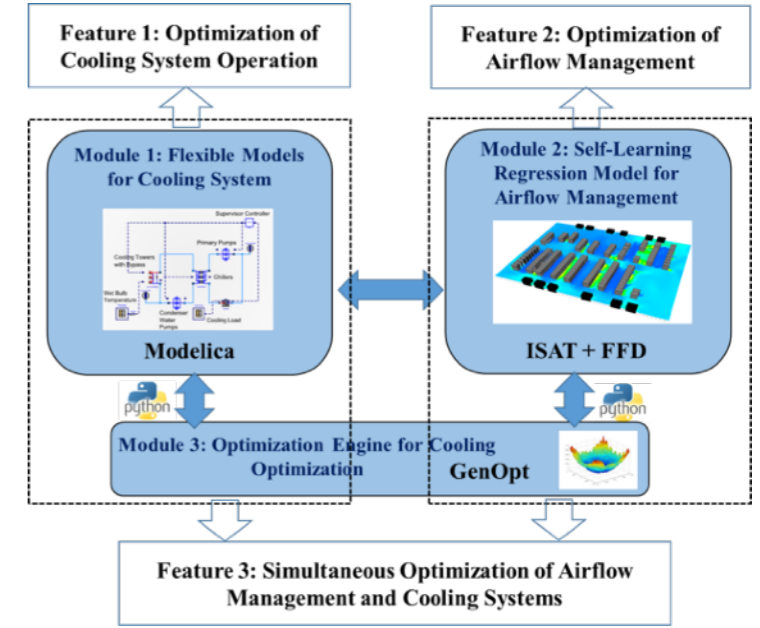 Feature 1: Optimization of
Cooling System Operation
Feature 2: Optimization of
Airflow Management
Module 1: Flexible Models
for Cooling System
Supervisor Controller
Primary Pumps
Cooling Towers
with Bypass
Chillers
Wet Bulb
Temperature
Condenser
Water
Pumps
Cooling Load
Modelica
Module 2: Self-Learning
Regression Model for
Airflow Management
ISAT + FFD
python
python
Module 3: Optimization Engine for Cooling
Optimization
GenOpt
Feature 3: Simultaneous Optimization of Airflow
Management and Cooling Systems